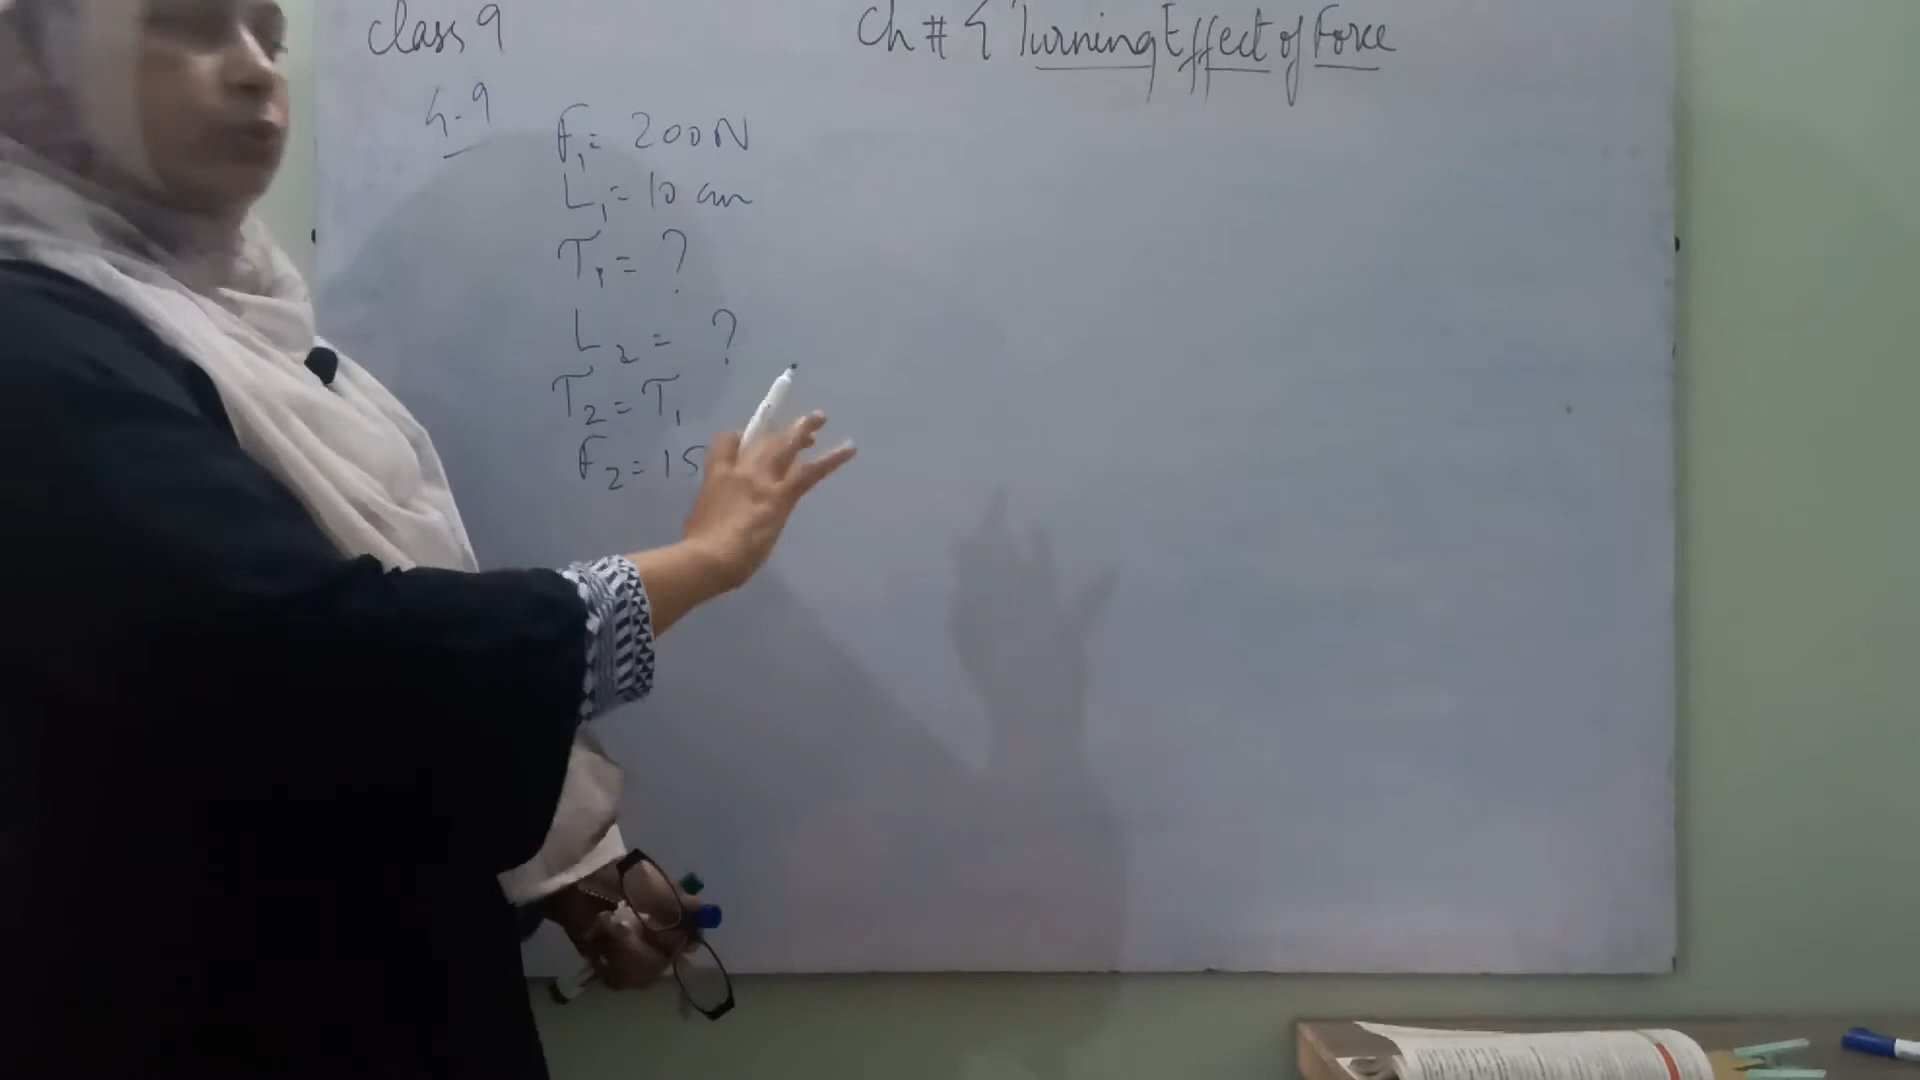 Class 9
Ch # 4 Turning Effect of Force
4.9
F₁ = 200 N
L₁ = 10 cm
T₁ = ?
L₂ = ?
T₂ = T₁
F₂ = 15